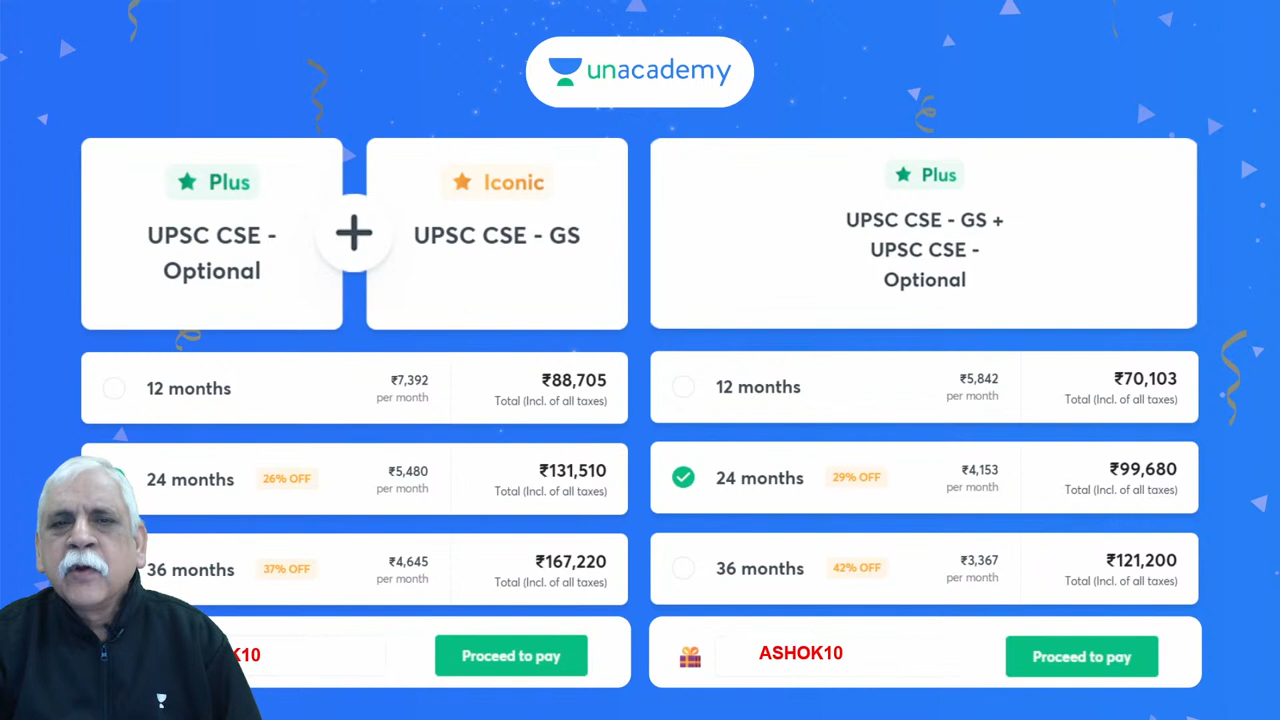 unacademy
Plus
UPSC CSE -
Optional
Iconic
UPSC CSE - GS
12 months
₹7,392
per month
₹88,705
Total (Incl. of all taxes)
24 months
26% OFF
₹5,480
per month
₹131,510
Total (Incl. of all taxes)
36 months
37% OFF
₹4,645
per month
₹167,220
Total (Incl. of all taxes)
K10
Proceed to pay
Plus
UPSC CSE - GS +
UPSC CSE -
Optional
12 months
₹5,842
per month
₹70,103
Total (Incl. of all taxes)
24 months
29% OFF
₹4,153
per month
₹99,680
Total (Incl. of all taxes)
36 months
42% OFF
₹3,367
per month
₹121,200
Total (Incl. of all taxes)
ASHOK10
Proceed to pay